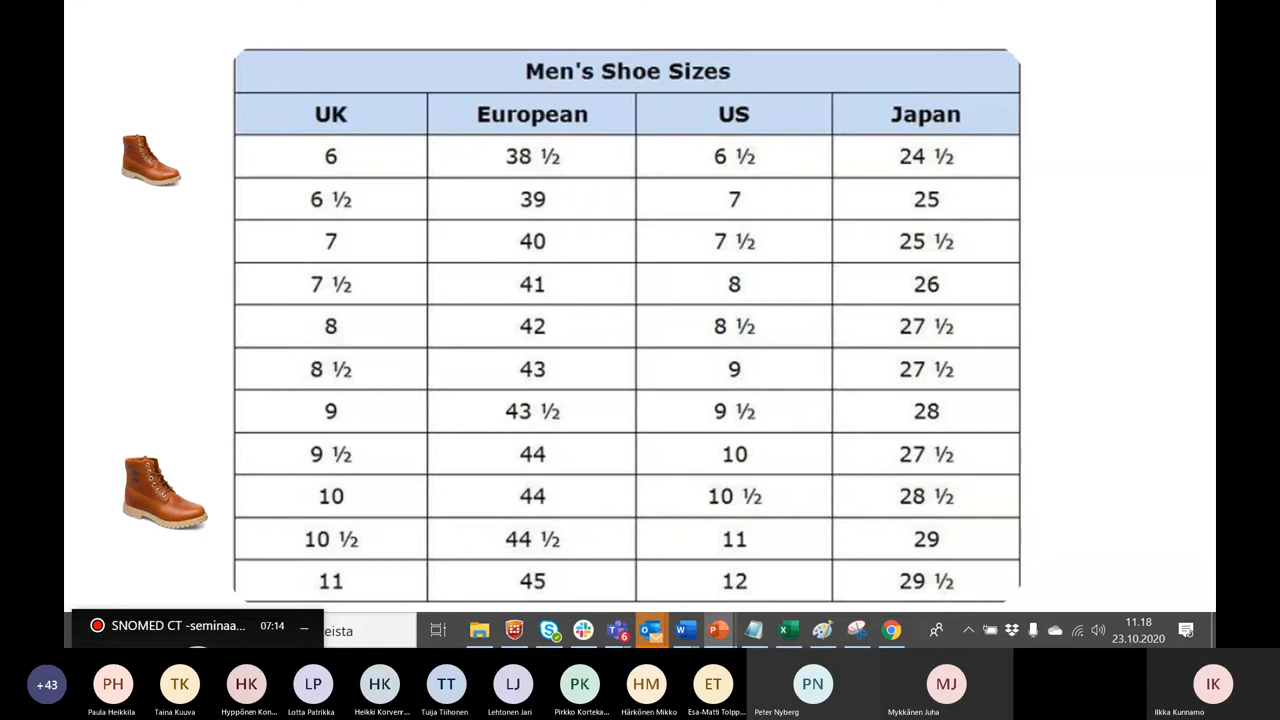 Men's Shoe Sizes
UK European US Japan
6 38 ½ 6 ½ 24 ½
6 ½ 39 7 25
7 40 7 ½ 25 ½
7 ½ 41 8 26
8 42 8 ½ 27 ½
8 ½ 43 9 27 ½
9 43 ½ 9 ½ 28
9 ½ 44 10 27 ½
10 44 10 ½ 28 ½
10 ½ 44 ½ 11 29
11 45 12 29 ½
SNOMED CT -seminaa... 07:14
teista
6
11.18
23.10.2020
+43 PH TK HK LP HK TT LJ PK HM ET PN MJ IK
Paula Heikkila Taina Kuuva Hyppönen Kon... Lotta Patrikka Heikki Korvenr... Tuija Tiihonen Lehtonen Jari Pirkko Korteka... Härkönen Mikko Esa-Matti Tolpp... Peter Nyberg Mykkänen Juha Ilkka Kunnamo